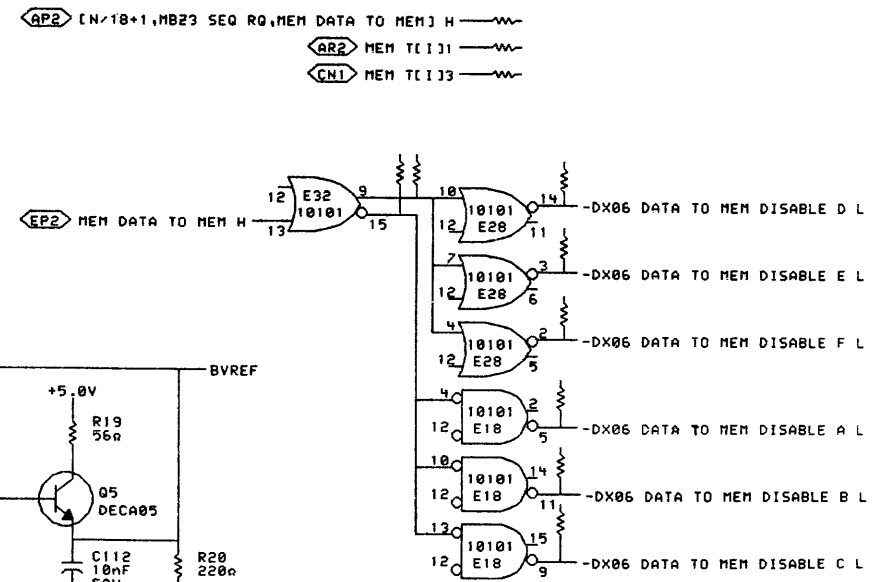 AP2 [N/18+1,MB23 SEQ RQ,MEM DATA TO MEM] H
AR2 MEM T[I]1
CN1 MEM T[I]3
EP2 MEM DATA TO MEM H
12
13
E32
10101
9
15
10
12
10101
E28
14
11
-DX06 DATA TO MEM DISABLE D L
7
12
10101
E28
3
6
-DX06 DATA TO MEM DISABLE E L
4
12
10101
E28
2
5
-DX06 DATA TO MEM DISABLE F L
4
12
10101
E18
2
5
-DX06 DATA TO MEM DISABLE A L
10
12
10101
E18
14
11
-DX06 DATA TO MEM DISABLE B L
13
12
10101
E18
15
9
-DX06 DATA TO MEM DISABLE C L
BVREF
+5.0V
R19
56Ω
Q5
DECA05
C112
10nF
50V
R20
220Ω